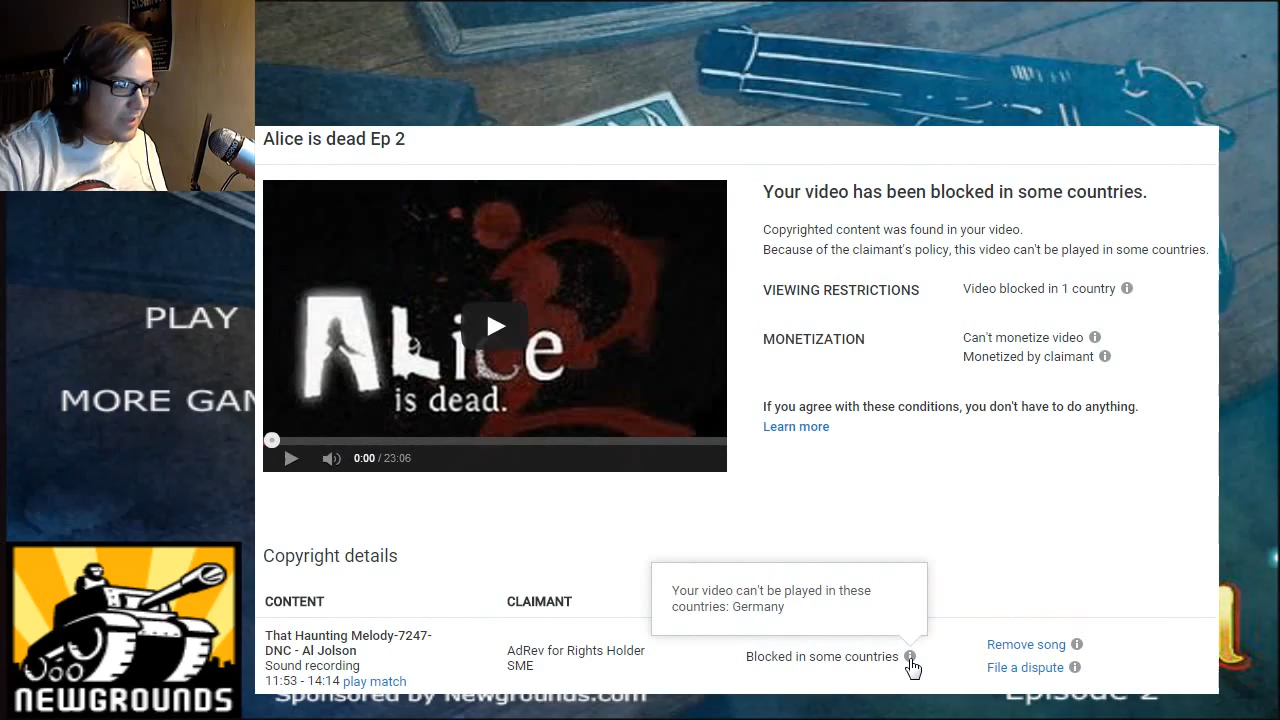 Alice is dead Ep 2
ALice
is dead.
0:00 / 23:06
Your video has been blocked in some countries.
Copyrighted content was found in your video.
Because of the claimant's policy, this video can't be played in some countries.
VIEWING RESTRICTIONS
Video blocked in 1 country
MONETIZATION
Can't monetize video
Monetized by claimant
If you agree with these conditions, you don't have to do anything.
Learn more
PLAY
MORE GAM
Copyright details
CONTENT
CLAIMANT
Your video can't be played in these
countries: Germany
That Haunting Melody-7247-
DNC - Al Jolson
Sound recording
11:53 - 14:14 play match
AdRev for Rights Holder
SME
Blocked in some countries
Remove song
File a dispute
NEWGROUNDS
Sponsored by Newgrounds.com
Episode 2